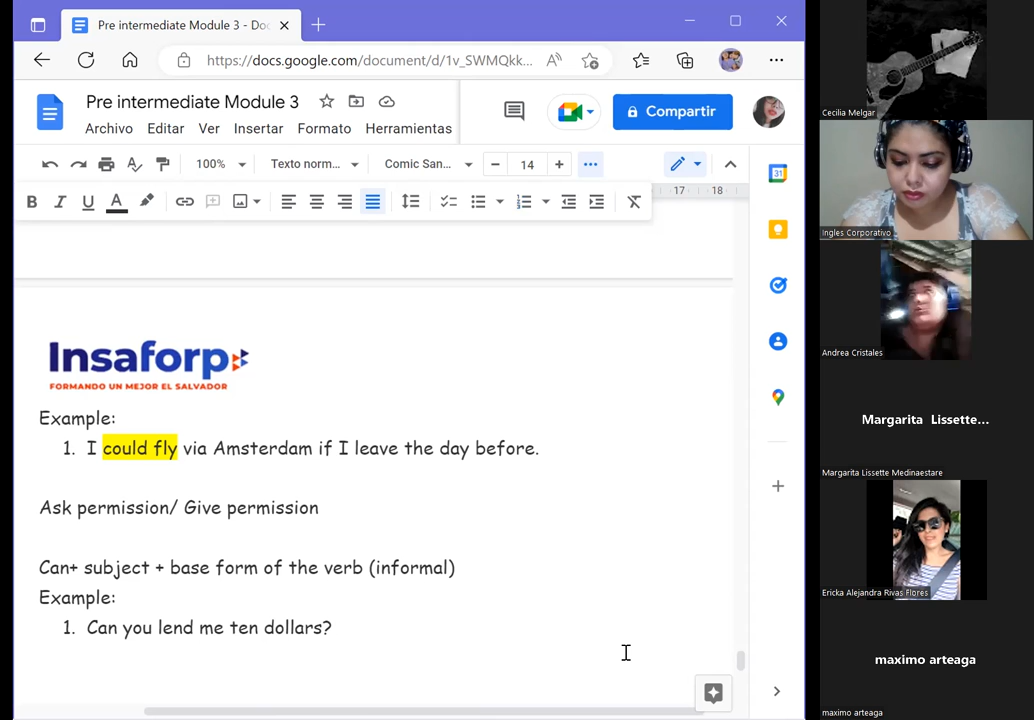 Pre intermediate Module 3 - Doc
https://docs.google.com/document/d/1v_SWMQkk...
Pre intermediate Module 3
Compartir
Archivo Editar Ver Insertar Formato Herramientas
100% Texto norm... Comic San... 14
17 18
31
Insaforp
FORMANDO UN MEJOR EL SALVADOR
Example:
1. I could fly via Amsterdam if I leave the day before.
Ask permission/ Give permission
Can+ subject + base form of the verb (informal)
Example:
1. Can you lend me ten dollars?
Cecilia Melgar
Ingles Corporativo
Andrea Cristales
Margarita Lissette...
Margarita Lissette Medinaestare
Ericka Alejandra Rivas Flores
maximo arteaga
maximo arteaga